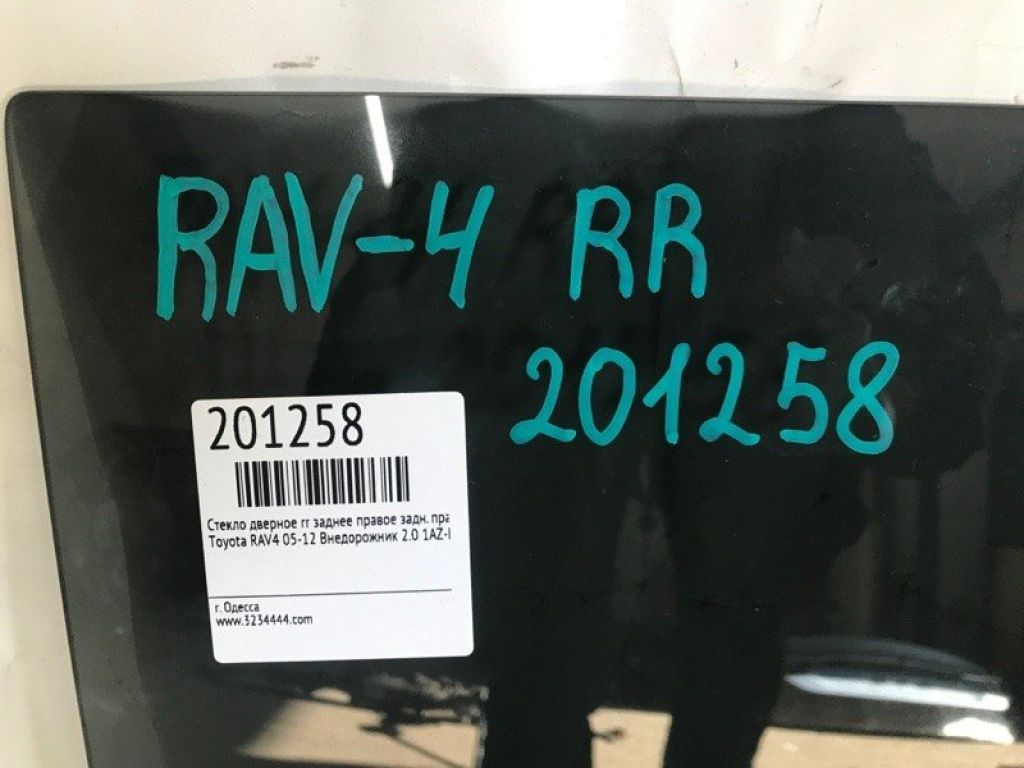 RAV-4 RR
201258
201258
Стекло дверное rr заднее правое задн. пра
Toyota RAV4 05-12 Внедорожник 2.0 1AZ-
г. Одесса
www.3234444.com